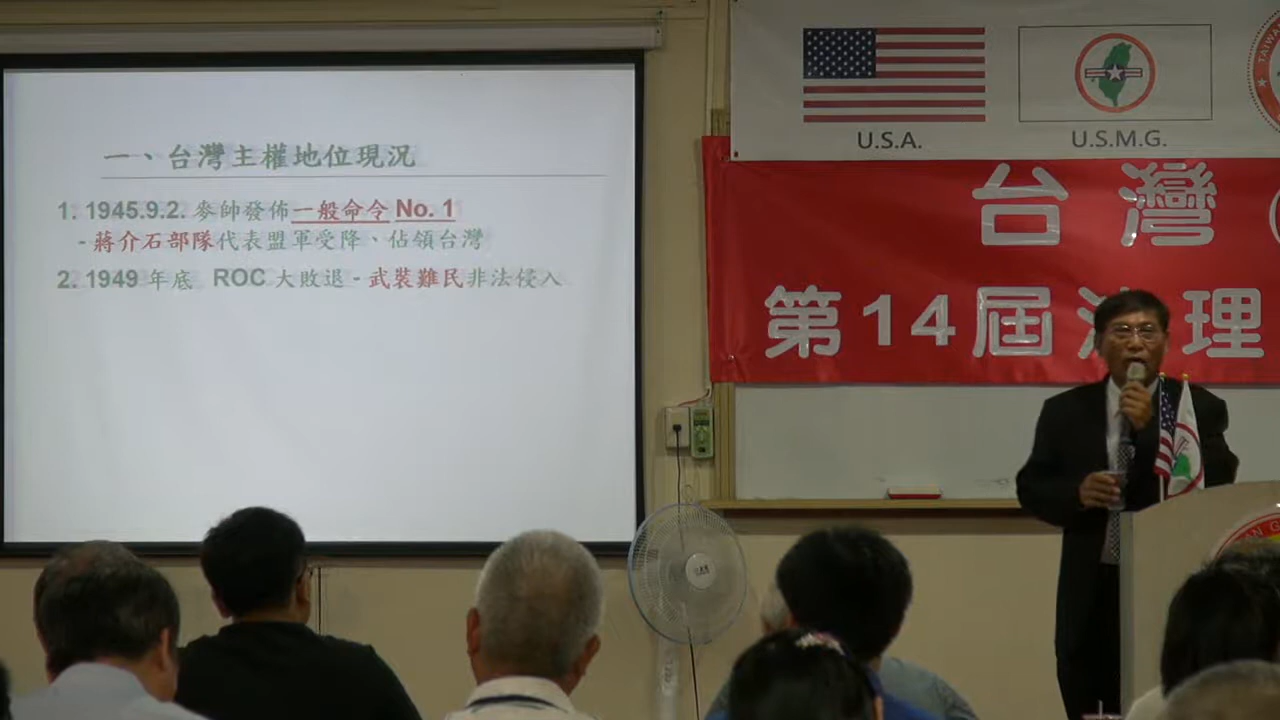 一、台灣主權地位現況
1. 1945.9.2. 麥帥發佈一般命令 No. 1
- 蔣介石部隊代表盟軍受降、佔領台灣
2. 1949 年底 ROC 大敗退 - 武裝難民非法侵入
U.S.A.
U.S.M.G.
TAIWAN
台灣
第14屆法理